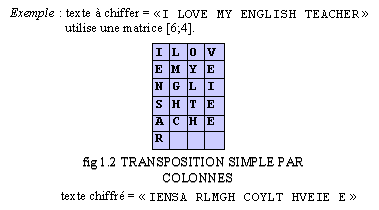 Exemple : texte à chiffer = « I LOVE MY ENGLISH TEACHER »
utilise une matrice [6;4].
I L O V
E M Y E
N G L I
S H T E
A C H E
R
fig 1.2 TRANSPOSITION SIMPLE PAR
COLONNES
texte chiffré = « IENSA RLMGH COYLT HVEIE E »